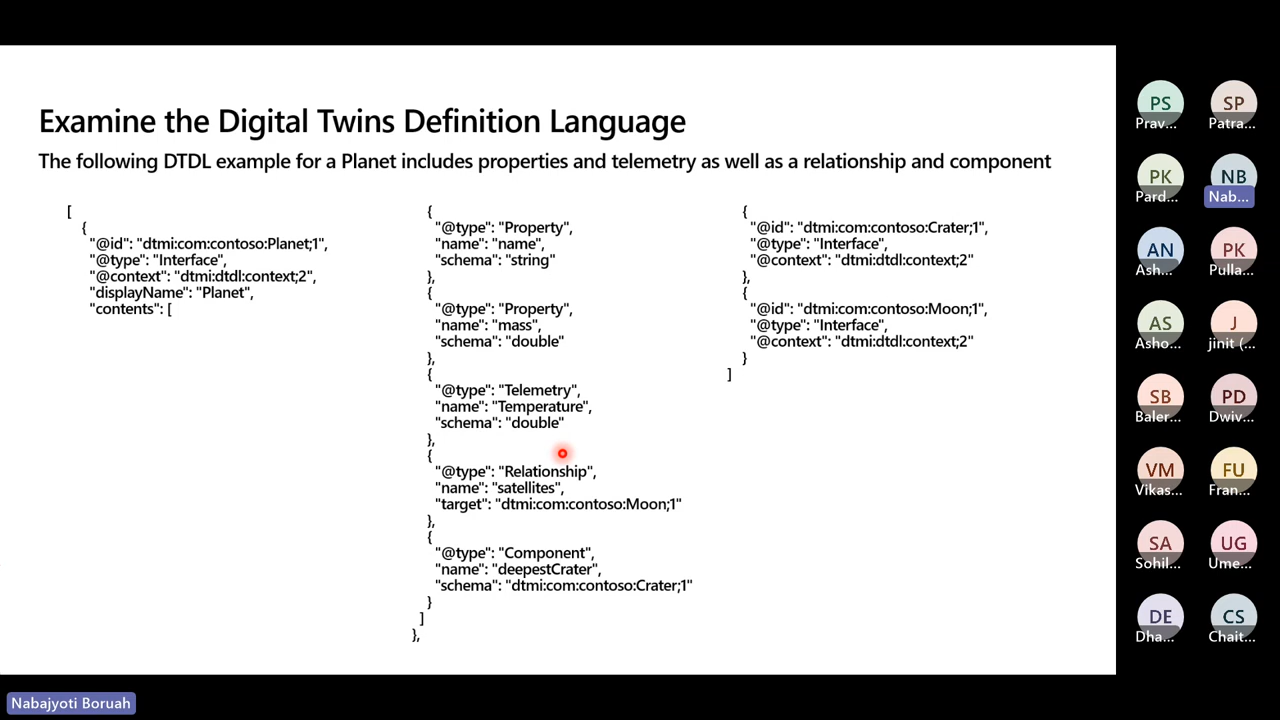 Examine the Digital Twins Definition Language
The following DTDL example for a Planet includes properties and telemetry as well as a relationship and component
[
{
"@id": "dtmi:com:contoso:Planet;1",
"@type": "Interface",
"@context": "dtmi:dtdl:context;2",
"displayName": "Planet",
"contents": [
{
"@type": "Property",
"name": "name",
"schema": "string"
},
{
"@type": "Property",
"name": "mass",
"schema": "double"
},
{
"@type": "Telemetry",
"name": "Temperature",
"schema": "double"
},
{
"@type": "Relationship",
"name": "satellites",
"target": "dtmi:com:contoso:Moon;1"
},
{
"@type": "Component",
"name": "deepestCrater",
"schema": "dtmi:com:contoso:Crater;1"
}
]
},
{
"@id": "dtmi:com:contoso:Crater;1",
"@type": "Interface",
"@context": "dtmi:dtdl:context;2"
},
{
"@id": "dtmi:com:contoso:Moon;1",
"@type": "Interface",
"@context": "dtmi:dtdl:context;2"
}
]
PS SP
Prav... Patra...
PK NB
Pard... Nab...
AN PK
Ash... Pulla...
AS J
Asho... jinit (...
SB PD
Baler... Dwiv...
VM FU
Vikas... Fran...
SA UG
Sohil... Ume...
DE CS
Dha... Chait...
Nabajyoti Boruah